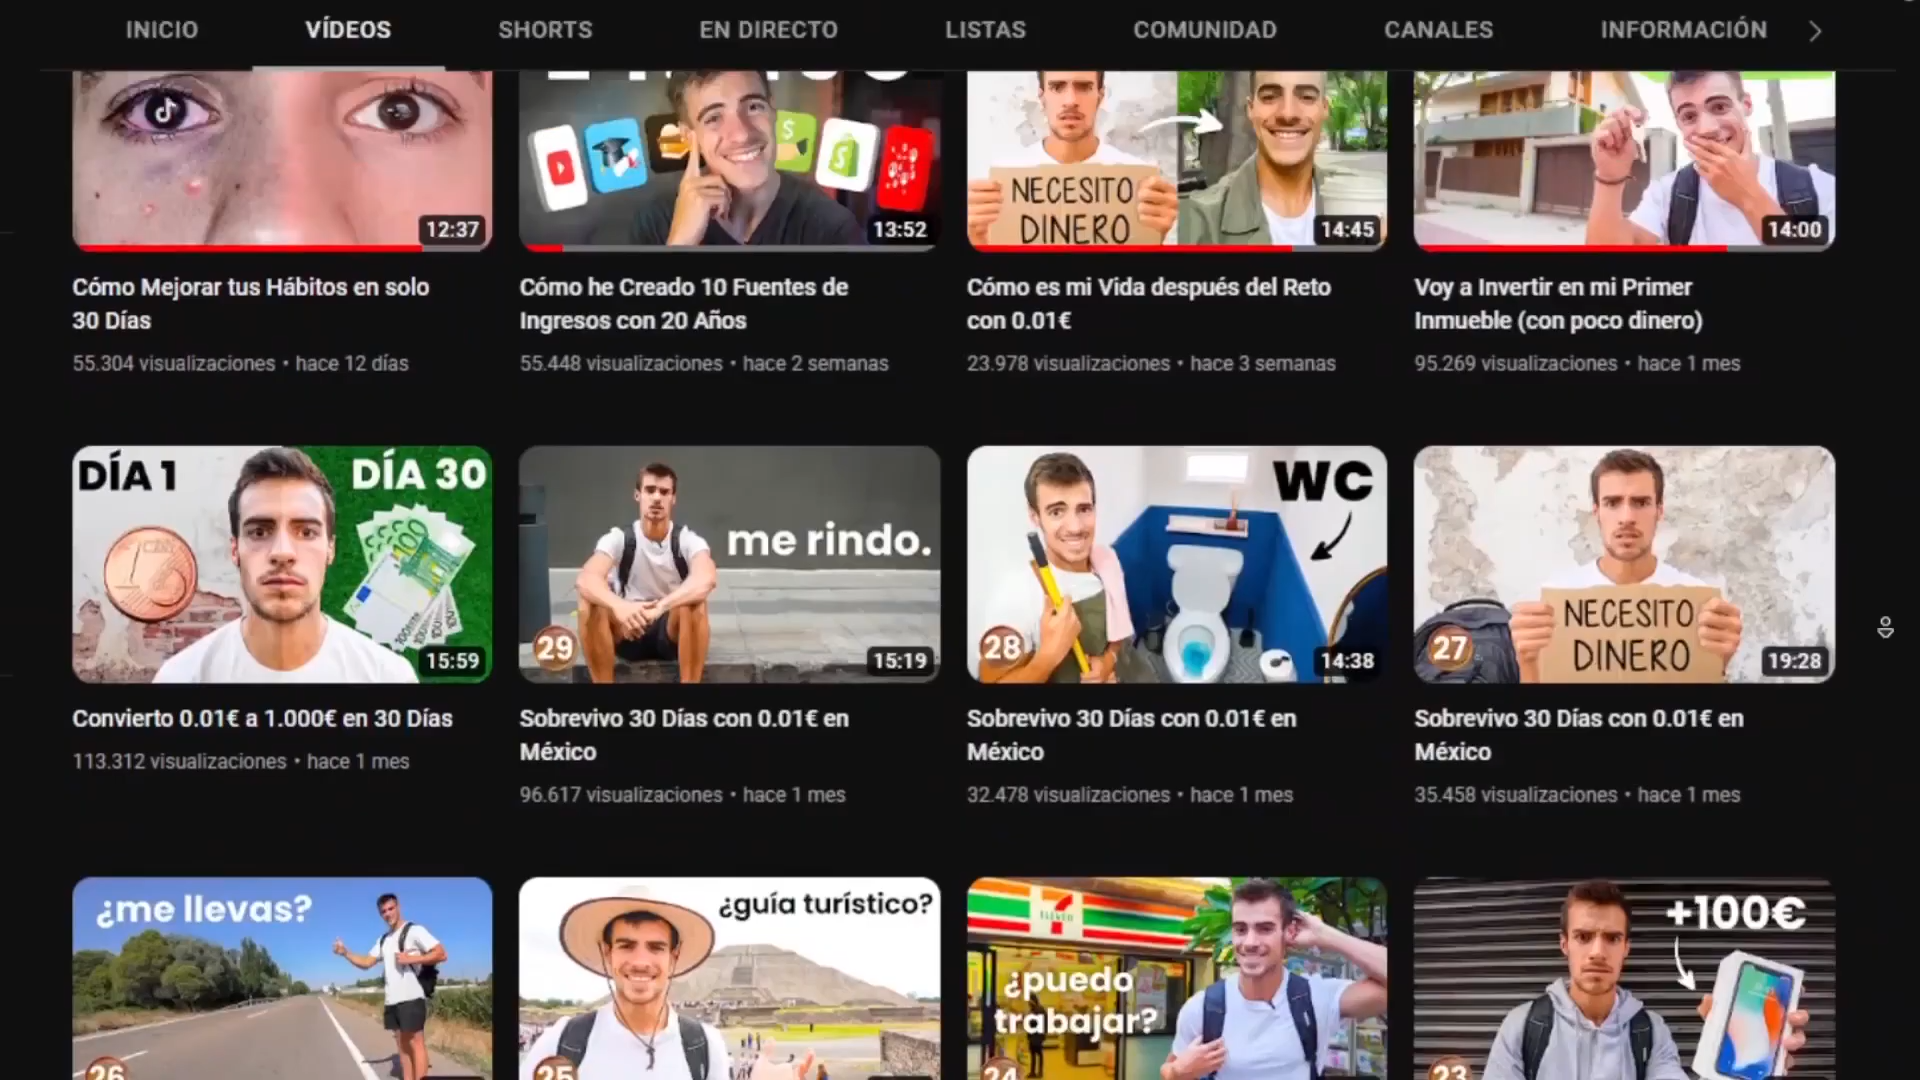 INICIO
VÍDEOS
SHORTS
EN DIRECTO
LISTAS
COMUNIDAD
CANALES
INFORMACIÓN
12:37
$
13:52
NECESITO
DINERO
14:45
14:00
Cómo Mejorar tus Hábitos en solo
30 Días
55.304 visualizaciones • hace 12 días
Cómo he Creado 10 Fuentes de
Ingresos con 20 Años
55.448 visualizaciones • hace 2 semanas
Cómo es mi Vida después del Reto
con 0.01€
23.978 visualizaciones • hace 3 semanas
Voy a Invertir en mi Primer
Inmueble (con poco dinero)
95.269 visualizaciones • hace 1 mes
DÍA 1
DÍA 30
1
100
15:59
me rindo.
29
15:19
WC
28
14:38
NECESITO
DINERO
27
19:28
Convierto 0.01€ a 1.000€ en 30 Días
113.312 visualizaciones • hace 1 mes
Sobrevivo 30 Días con 0.01€ en
México
96.617 visualizaciones • hace 1 mes
Sobrevivo 30 Días con 0.01€ en
México
32.478 visualizaciones • hace 1 mes
Sobrevivo 30 Días con 0.01€ en
México
35.458 visualizaciones • hace 1 mes
¿me llevas?
26
¿guía turístico?
25
7
ELEVEN
¿puedo
trabajar?
24
+100€
23